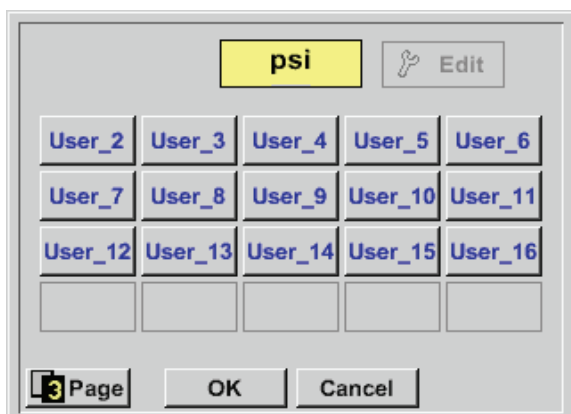 psi Edit
User_2 User_3 User_4 User_5 User_6
User_7 User_8 User_9 User_10 User_11
User_12 User_13 User_14 User_15 User_16
3 Page OK Cancel